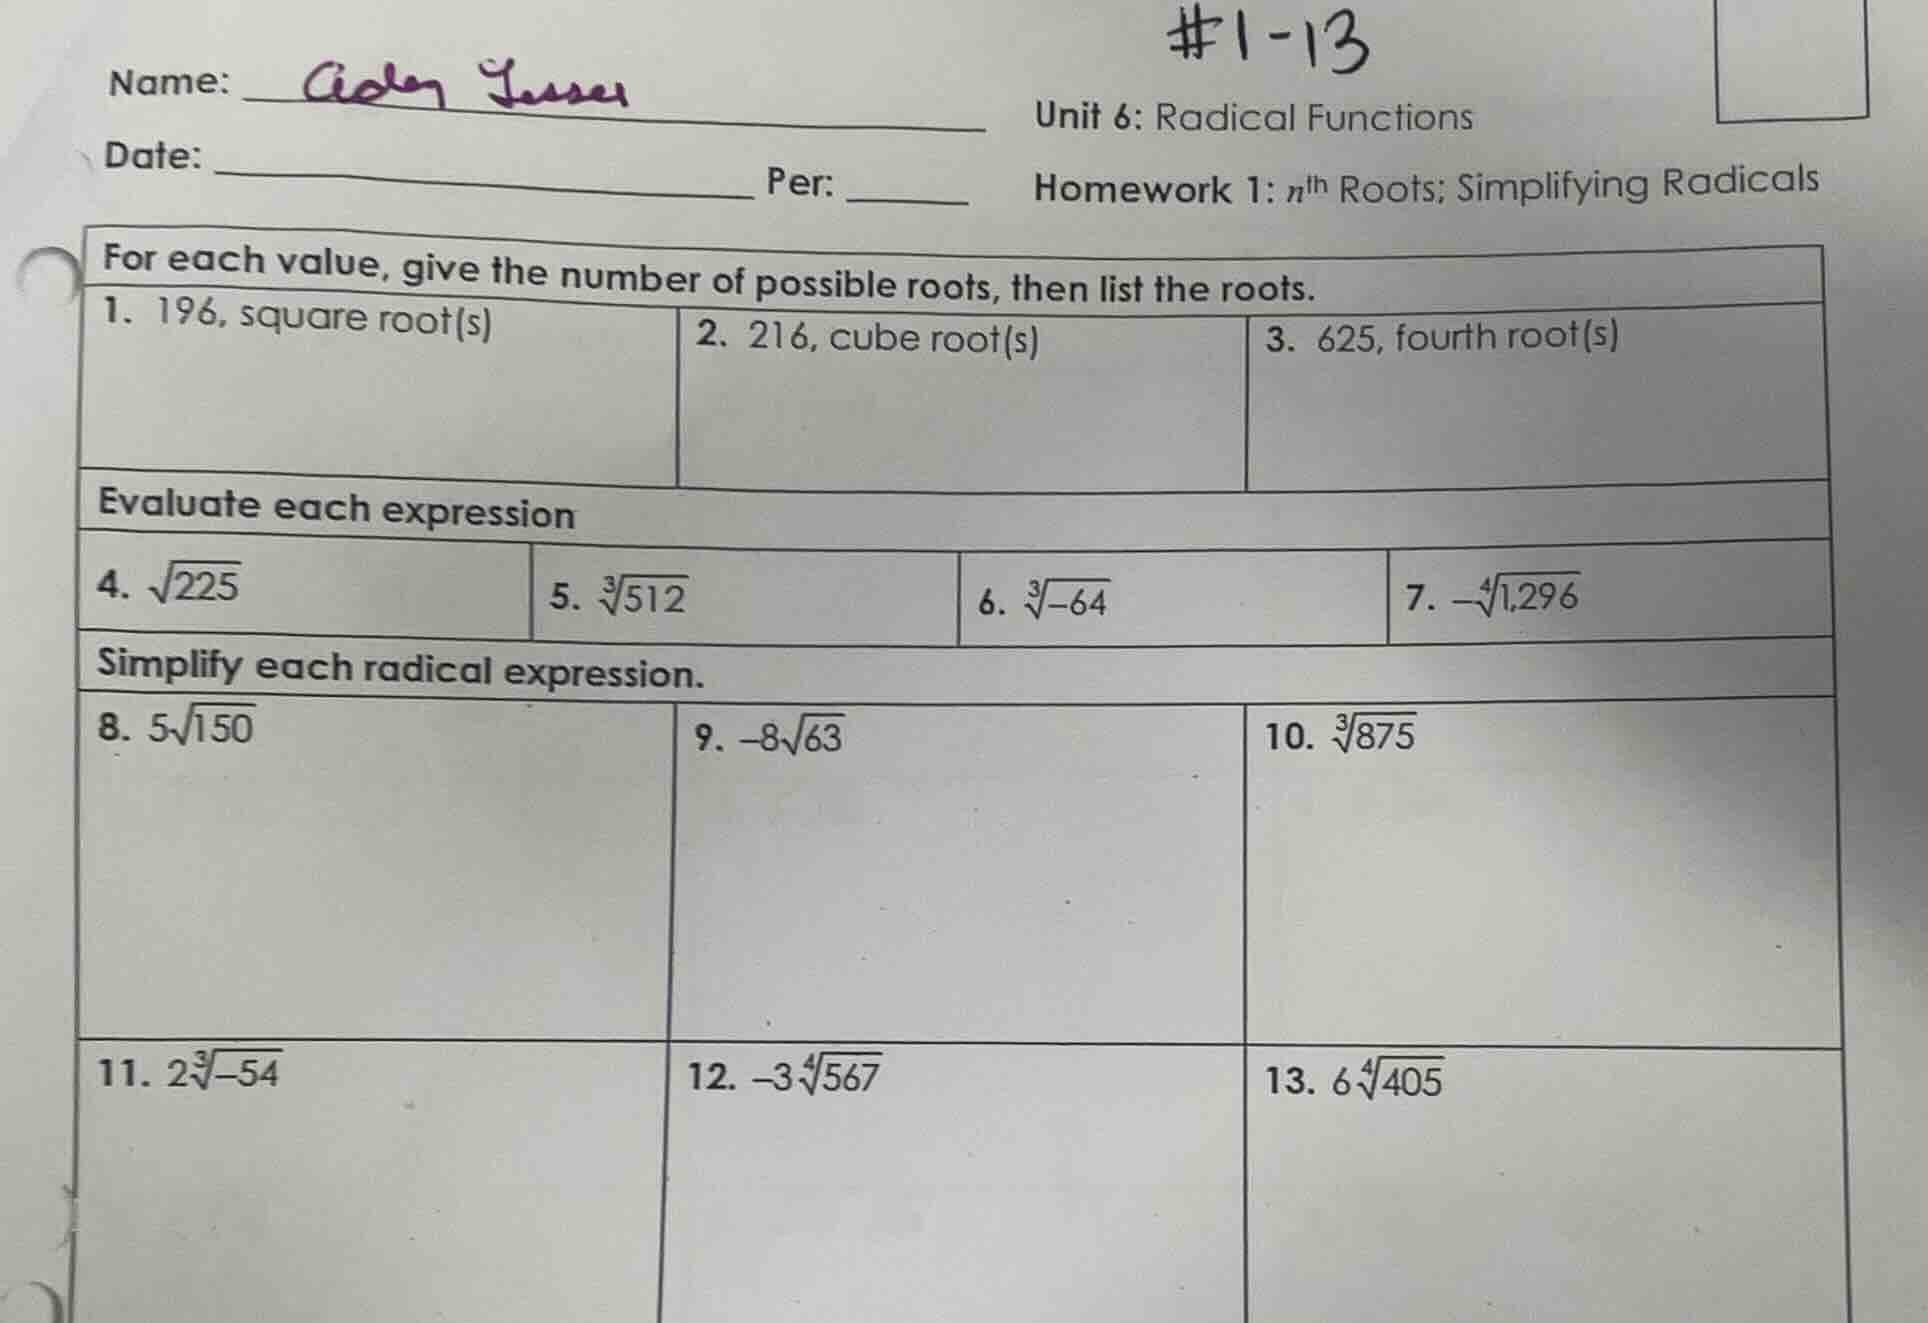 #1-13
Name:
Unit 6: Radical Functions
Date: Per:
Homework 1: nth Roots; Simplifying Radicals
For each value, give the number of possible roots, then list the roots.
1. 196, square root(s)
2. 216, cube root(s)
3. 625, fourth root(s)
Evaluate each expression
4. √225
5. ∛512
6. ∛−64
7. −∜1,296
Simplify each radical expression.
8. 5√150
9. −8√63
10. ∛875
11. 2∛−54
12. −3∜567
13. 6∜405